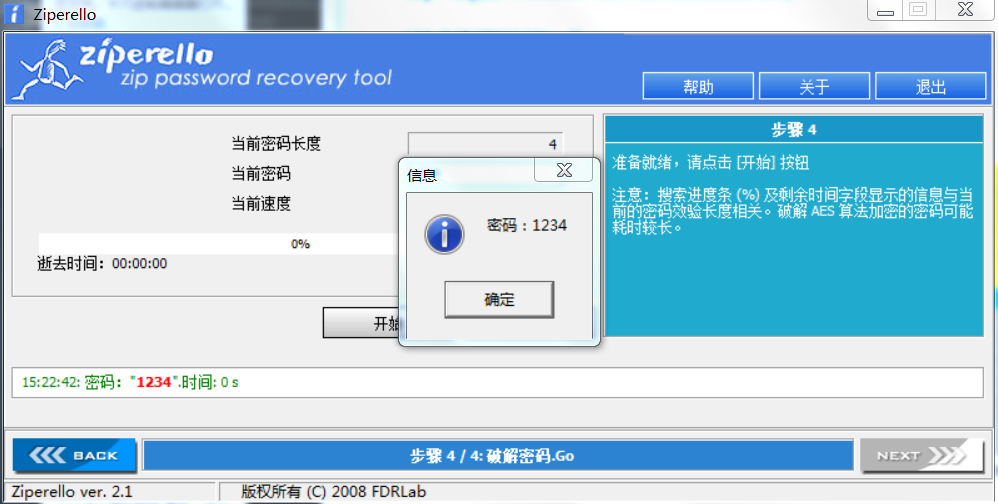 Ziperello
ziperello
zip password recovery tool
帮助
关于
退出
当前密码长度
4
当前密码
当前速度
0%
逝去时间：00:00:00
开始
信息
密码：1234
确定
步骤 4
准备就绪，请点击 [开始] 按钮
注意：搜索进度条 (%) 及剩余时间字段显示的信息与当
前的密码效验长度相关。破解 AES 算法加密的密码可能
耗时较长。
15:22:42: 密码："1234".时间: 0 s
BACK
步骤 4 / 4: 破解密码.Go
NEXT
Ziperello ver. 2.1
版权所有 (C) 2008 FDRLab